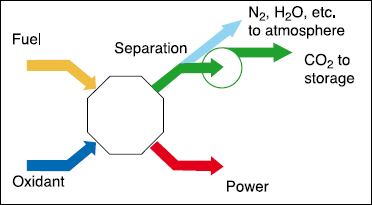 N₂, H₂O, etc.
to atmosphere
Fuel
Separation
CO₂ to
storage
Oxidant
Power